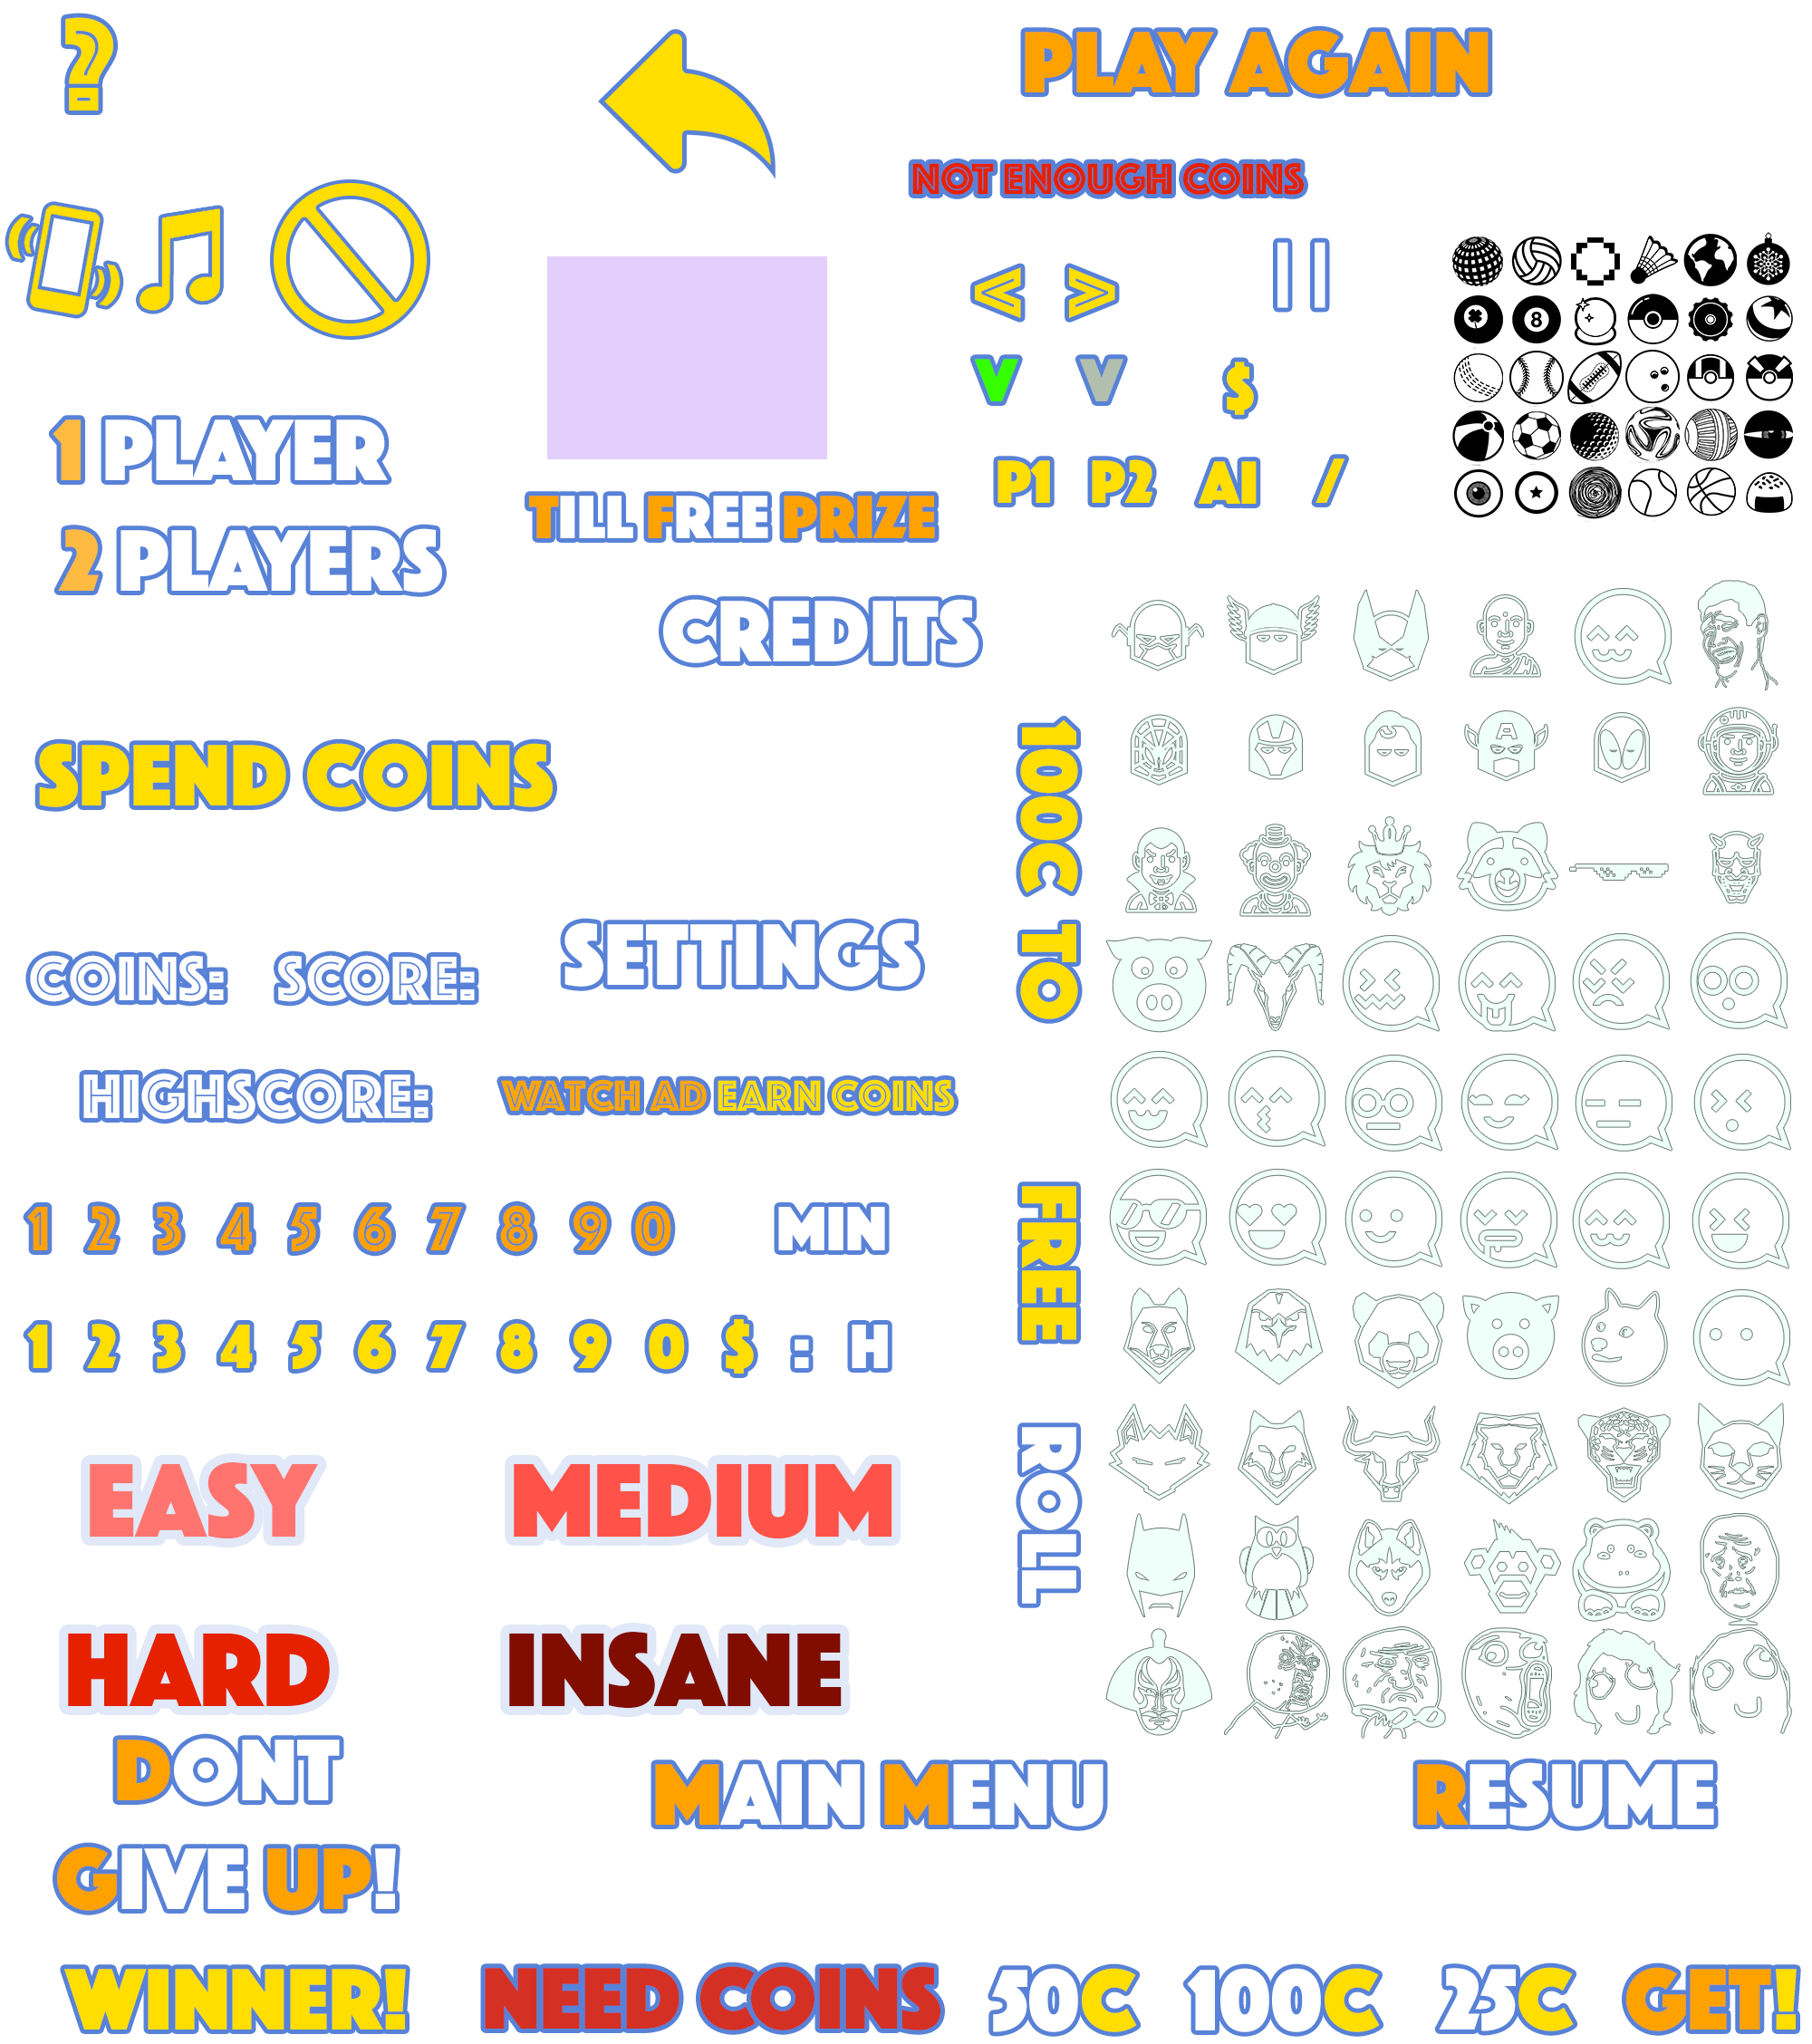 ?
PLAY AGAIN
NOT ENOUGH COINS
< >
V V $
8
1 PLAYER
P1 P2 AI /
TILL FREE PRIZE
2 PLAYERS
CREDITS
SPEND COINS
100C TO
A
SETTINGS
COINS: SCORE:
HIGHSCORE:
WATCH AD EARN COINS
FREE
1 2 3 4 5 6 7 8 9 0 MIN
1 2 3 4 5 6 7 8 9 0 $ : H
ROLL
EASY MEDIUM
HARD INSANE
DONT
GIVE UP!
MAIN MENU
RESUME
WINNER!
NEED COINS
50C 100C 25C GET!